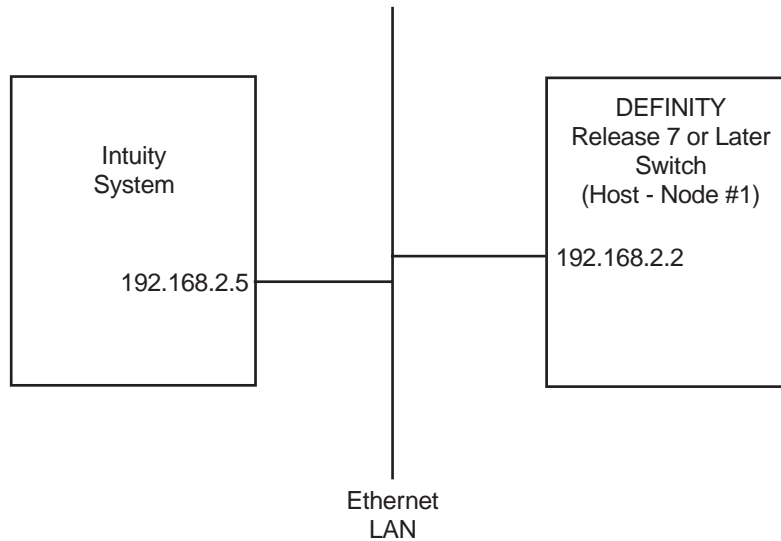 Intuity
System
192.168.2.5
DEFINITY
Release 7 or Later
Switch
(Host - Node #1)
192.168.2.2
Ethernet
LAN